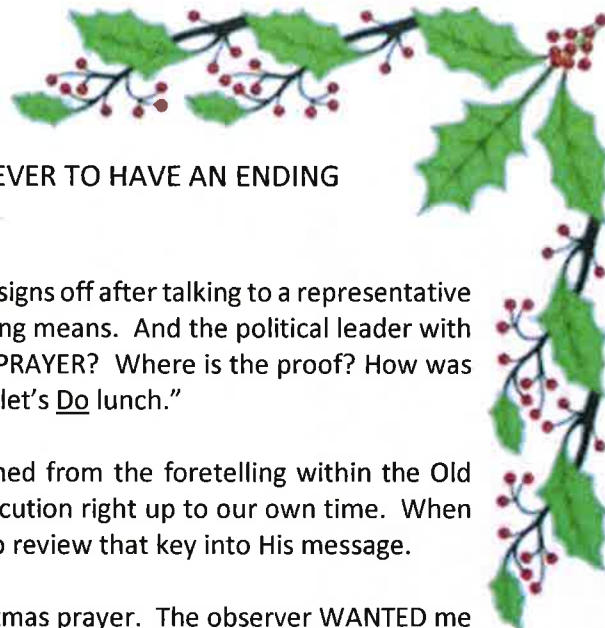 EVER TO HAVE AN ENDING
signs off after talking to a representative
ng means. And the political leader with
PRAYER? Where is the proof? How was
let's Do lunch.”
ned from the foretelling within the Old
cution right up to our own time. When
o review that key into His message.
tmas prayer. The observer WANTED me